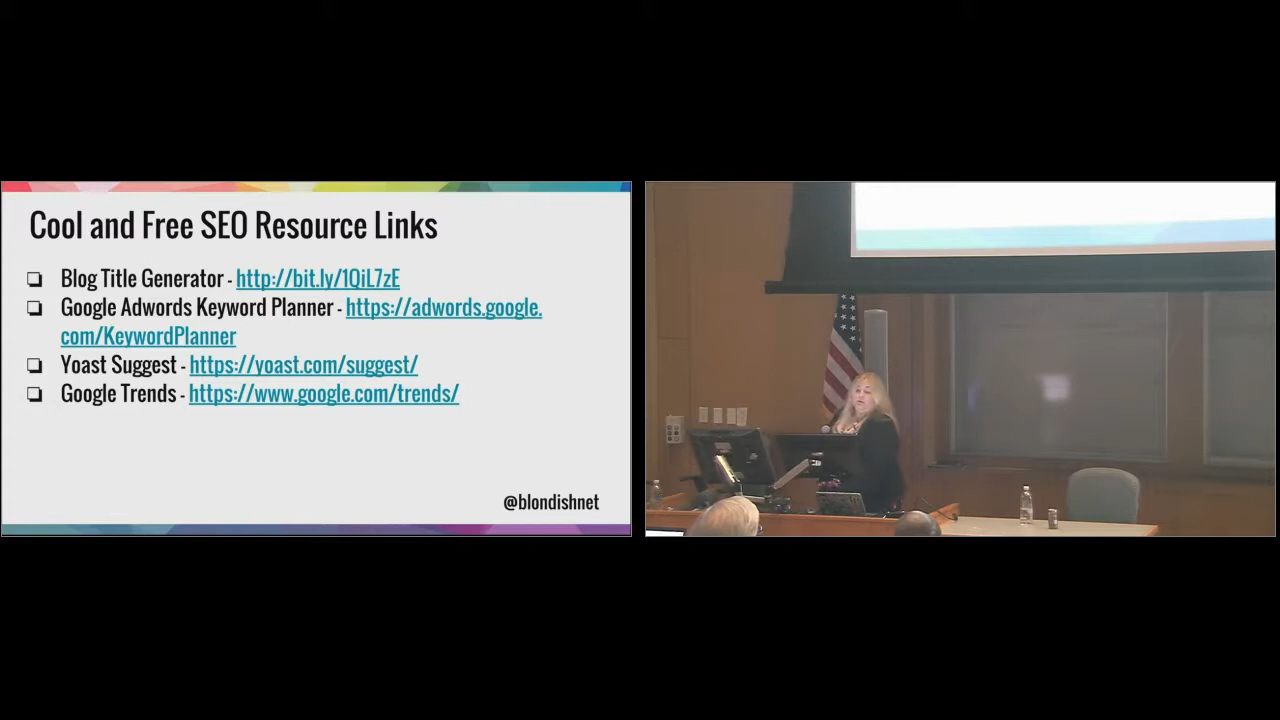 Cool and Free SEO Resource Links
❏ Blog Title Generator - http://bit.ly/1QiL7zE
❏ Google Adwords Keyword Planner - https://adwords.google.
com/KeywordPlanner
❏ Yoast Suggest - https://yoast.com/suggest/
❏ Google Trends - https://www.google.com/trends/
@blondishnet